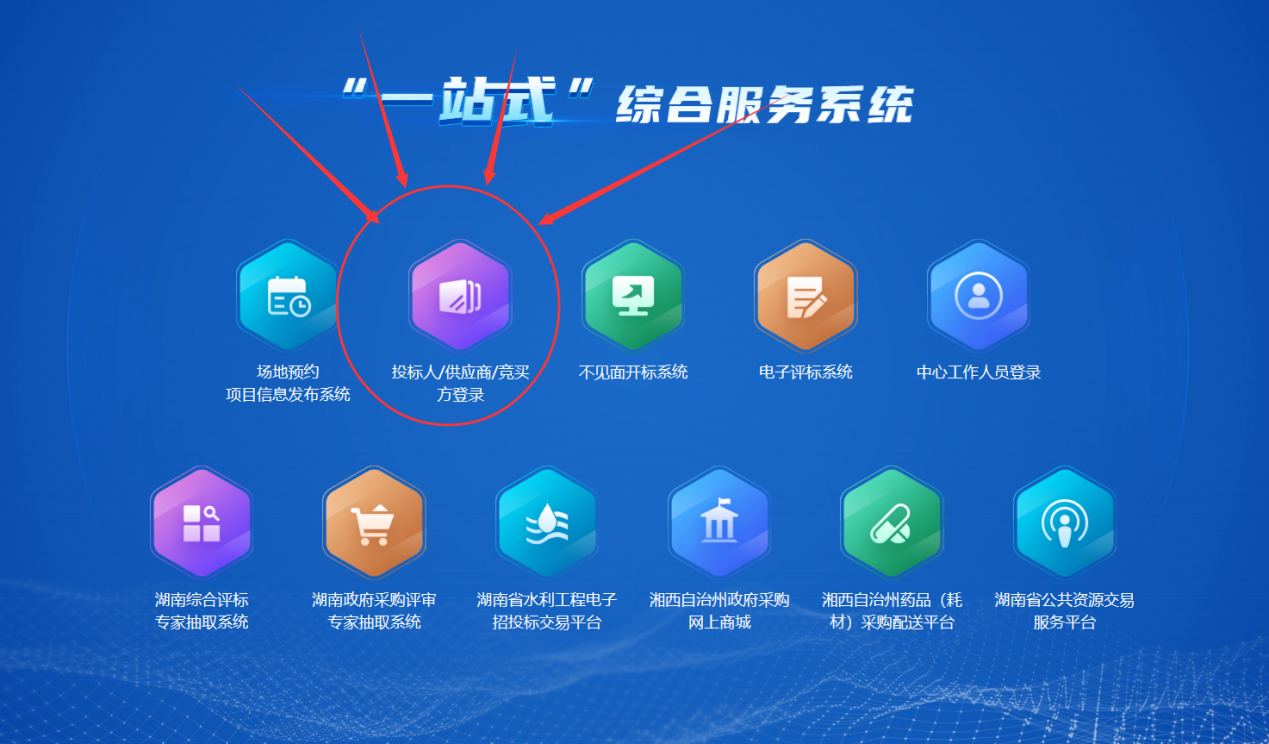 “一站式”综合服务系统
场地预约
项目信息发布系统
投标人/供应商/竞买
方登录
不见面开标系统
电子评标系统
中心工作人员登录
湖南综合评标
专家抽取系统
湖南政府采购评审
专家抽取系统
湖南省水利工程电子
招投标交易平台
湘西自治州政府采购
网上商城
湘西自治州药品（耗
材）采购配送平台
湖南省公共资源交易
服务平台